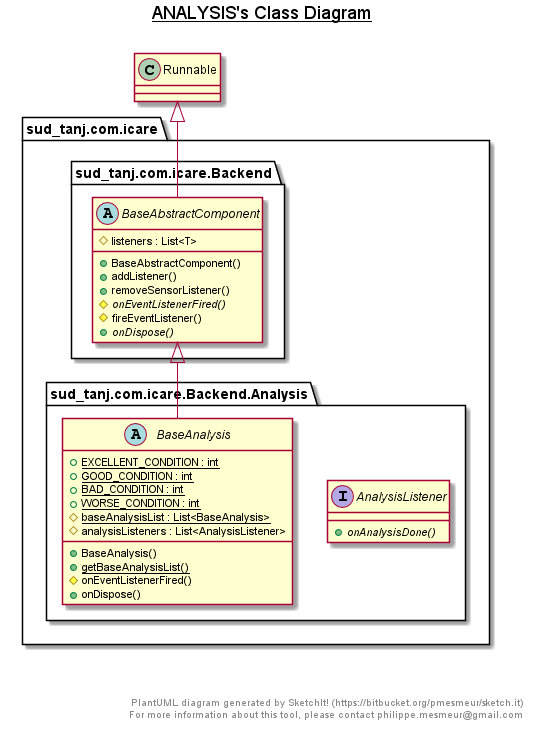 ANALYSIS's Class Diagram
C Runnable
sud_tanj.com.icare
sud_tanj.com.icare.Backend
A BaseAbstractComponent
listeners : List<T>
BaseAbstractComponent()
addListener()
removeSensorListener()
onEventListenerFired()
fireEventListener()
onDispose()
sud_tanj.com.icare.Backend.Analysis
A BaseAnalysis
EXCELLENT_CONDITION : int
GOOD_CONDITION : int
BAD_CONDITION : int
WORSE_CONDITION : int
baseAnalysisList : List<BaseAnalysis>
analysisListeners : List<AnalysisListener>
BaseAnalysis()
getBaseAnalysisList()
onEventListenerFired()
onDispose()
I AnalysisListener
onAnalysisDone()
PlantUML diagram generated by SketchIt! (https://bitbucket.org/pmesmeur/sketch.it)
For more information about this tool, please contact philippe.mesmeur@gmail.com